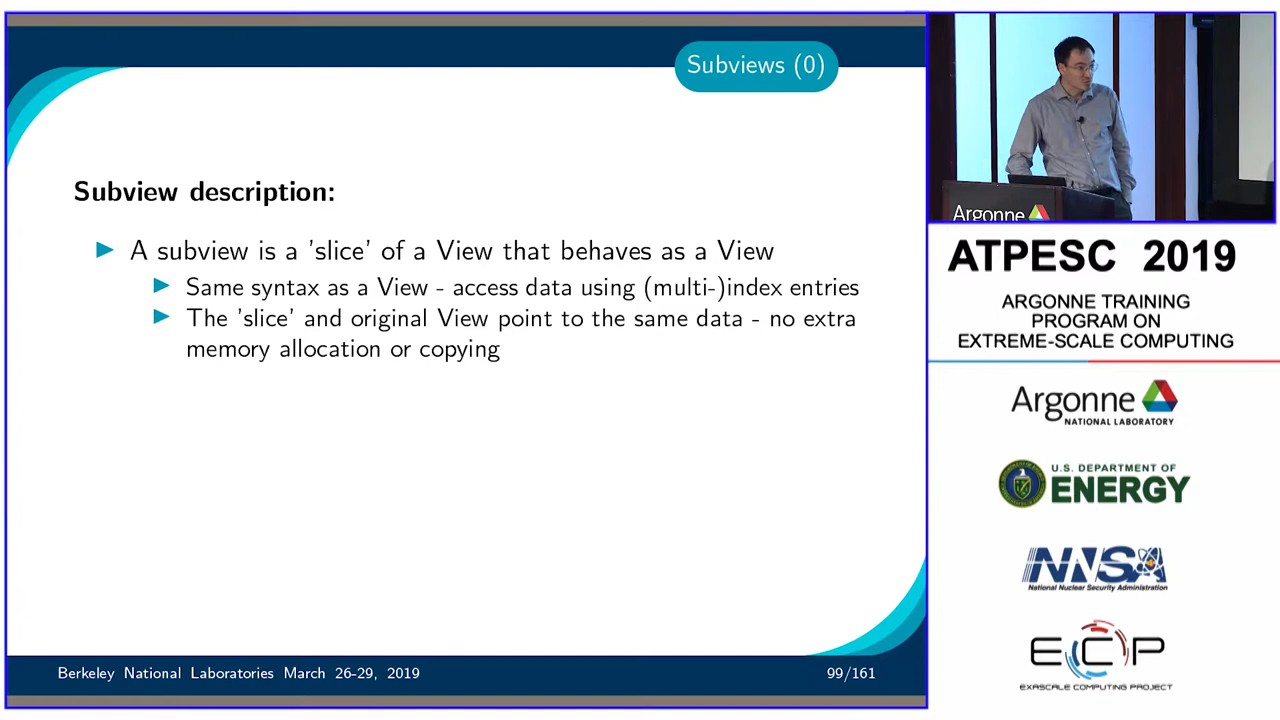 Subviews (0)
Subview description:
A subview is a 'slice' of a View that behaves as a View
Same syntax as a View - access data using (multi-)index entries
The 'slice' and original View point to the same data - no extra
memory allocation or copying
Berkeley National Laboratories March 26-29, 2019
99/161
Argonne
ATPESC 2019
ARGONNE TRAINING
PROGRAM ON
EXTREME-SCALE COMPUTING
Argonne
NATIONAL LABORATORY
U.S. DEPARTMENT OF
ENERGY
NNSA
National Nuclear Security Administration
ECP
EXASCALE COMPUTING PROJECT